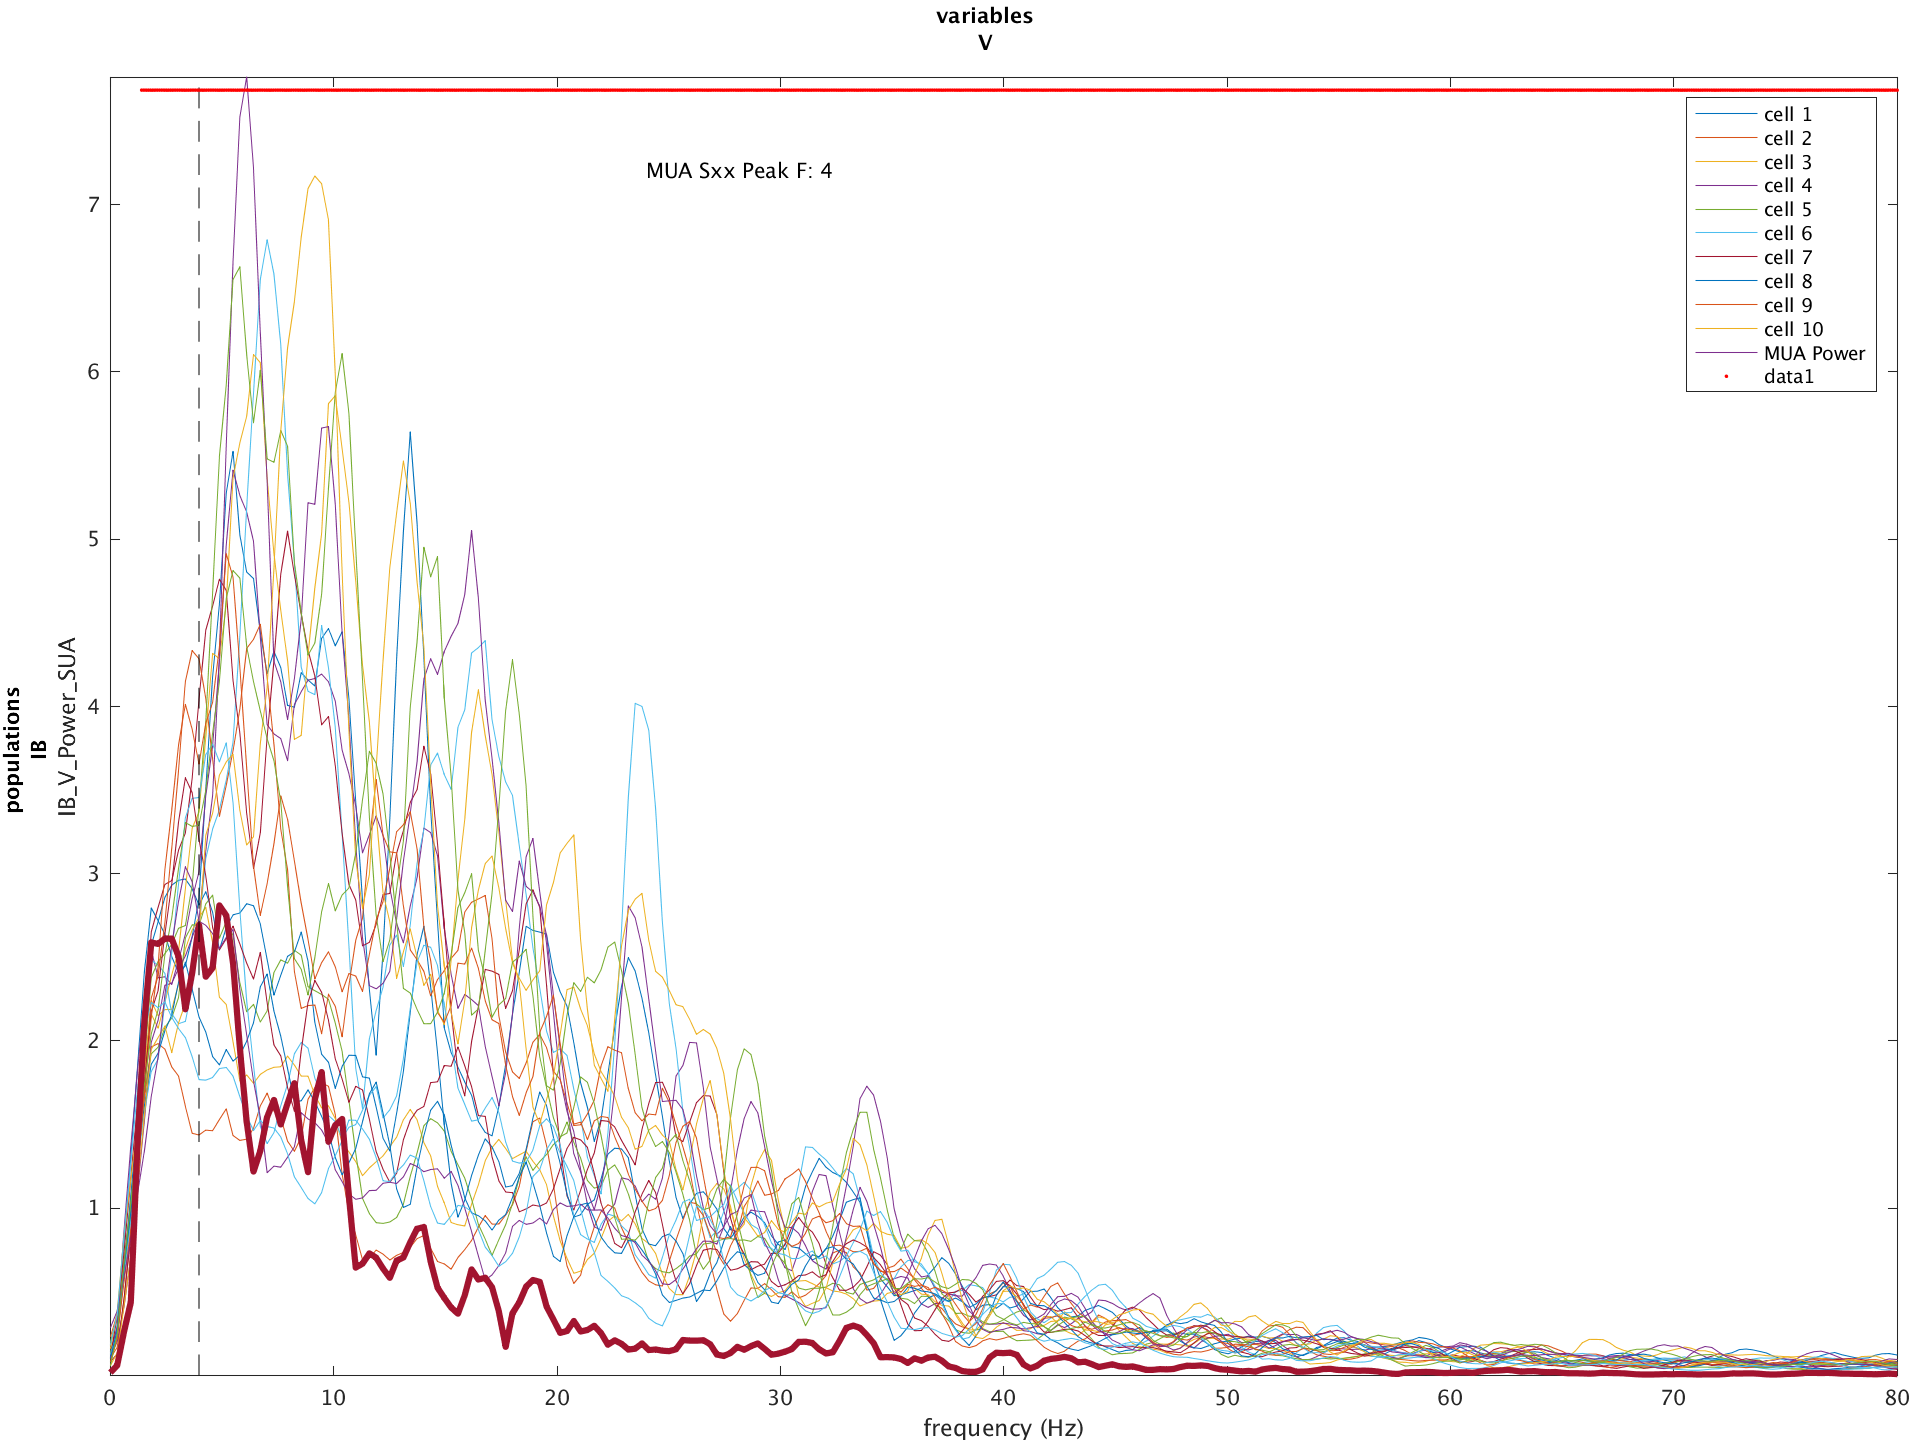 variables
V
MUA Sxx Peak F: 4
cell 1
cell 2
cell 3
cell 4
cell 5
cell 6
cell 7
cell 8
cell 9
cell 10
MUA Power
data1
populations
IB
IB_V_Power_SUA
7
6
5
4
3
2
1
0 10 20 30 40 50 60 70 80
frequency (Hz)